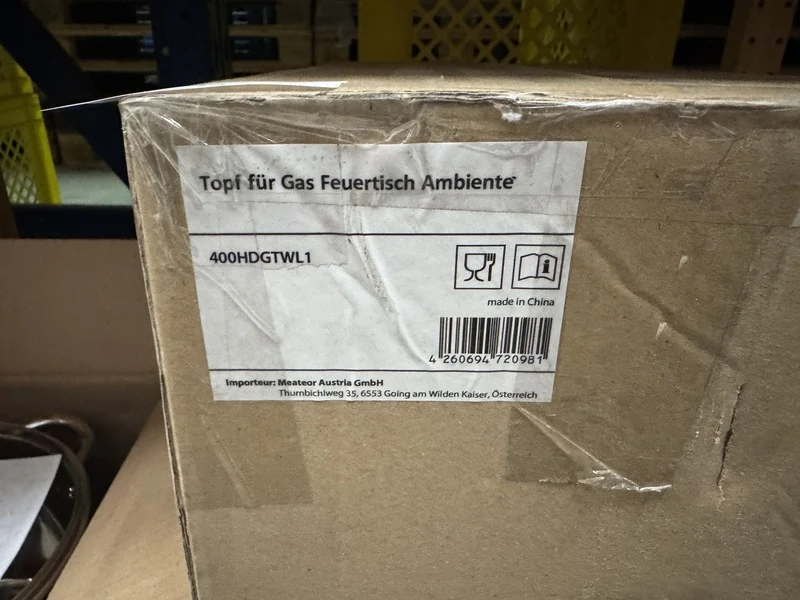 Topf für Gas Feuertisch Ambiente
400HDGTWL1
made in China
4 260694 720981
Importeur: Meateor Austria GmbH
Thurnbichlweg 35, 6553 Going am Wilden Kaiser, Österreich